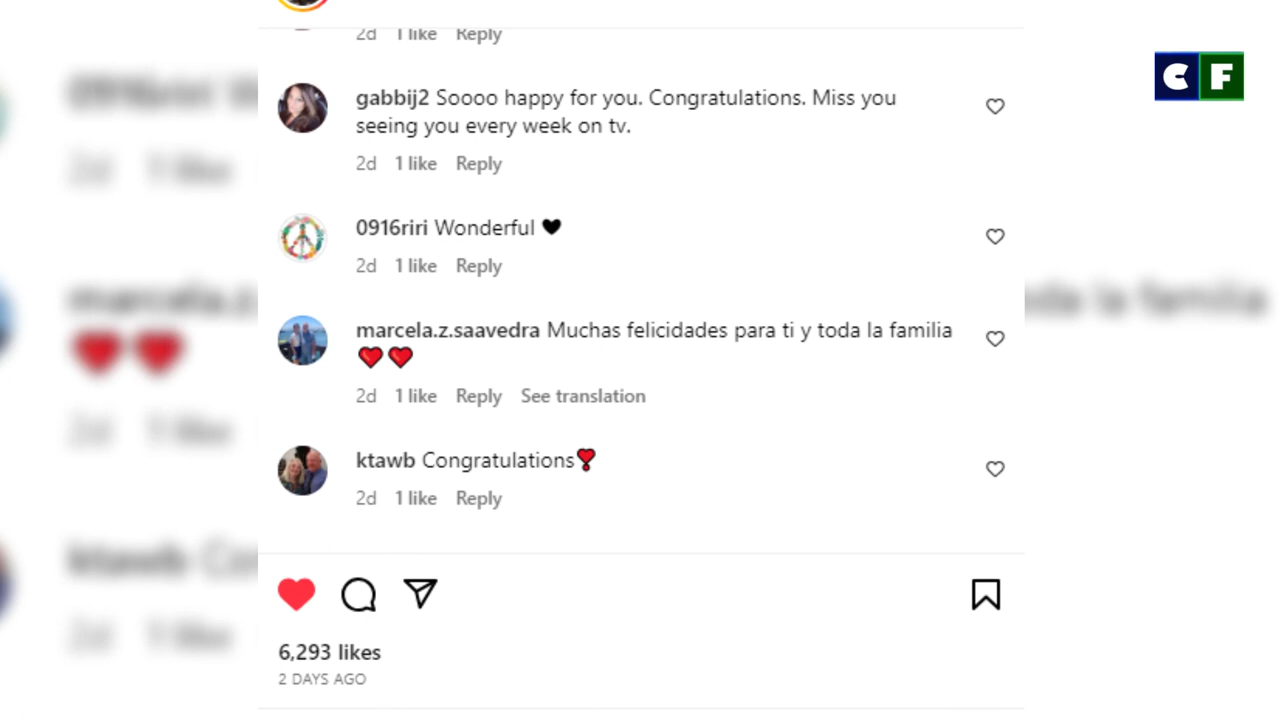 2d 1 like Reply
gabbij2 Soooo happy for you. Congratulations. Miss you
seeing you every week on tv.
2d 1 like Reply
0916riri Wonderful 🖤
2d 1 like Reply
marcela.z.saavedra Muchas felicidades para ti y toda la familia
❤️❤️
2d 1 like Reply See translation
ktawb Congratulations❣️
2d 1 like Reply
6,293 likes
2 DAYS AGO
CF